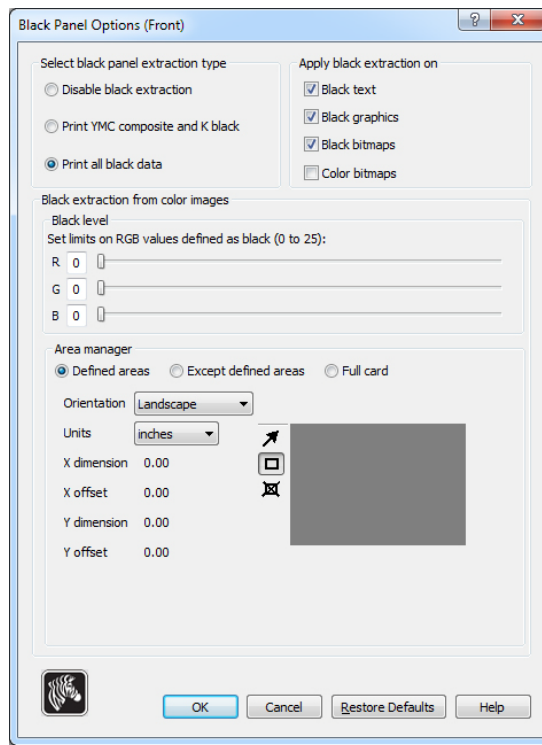 Black Panel Options (Front)
Select black panel extraction type
Disable black extraction
Print YMC composite and K black
Print all black data
Apply black extraction on
Black text
Black graphics
Black bitmaps
Color bitmaps
Black extraction from color images
Black level
Set limits on RGB values defined as black (0 to 25):
R 0
G 0
B 0
Area manager
Defined areas Except defined areas Full card
Orientation Landscape
Units inches
X dimension 0.00
X offset 0.00
Y dimension 0.00
Y offset 0.00
OK Cancel Restore Defaults Help